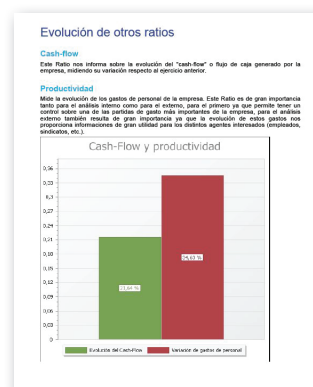 Evolución de otros ratios
Cash-flow
Este Ratio nos informa sobre la evolución del "cash-flow" o flujo de caja generado por la
empresa, midiendo su variación respecto al ejercicio anterior.
Productividad
Mide la evolución de los gastos de personal de la empresa. Este Ratio es de gran importancia
tanto para el análisis interno como para el externo, para el primero ya que permite tener un
control sobre una de las partidas de gasto más importantes de la empresa, para el análisis
externo también resulta de gran importancia ya que la evolución de estos gastos nos
proporciona informaciones de gran utilidad para los distintos agentes interesados (empleados,
sindicatos, etc.).
Cash-Flow y productividad
0,36
0,33
0,3
0,27
0,24
0,21
0,18
0,15
0,12
0,09
0,06
0,03
0
34,63 %
21,64 %
Evolución del Cash-Flow
Variación de gastos de personal